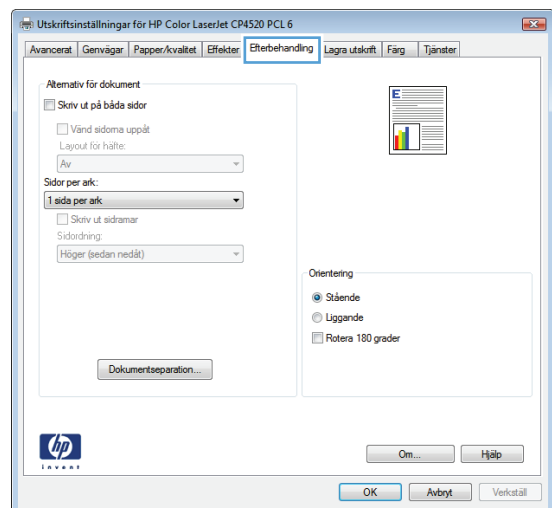 Utskriftsinställningar för HP Color LaserJet CP4520 PCL 6
Avancerat Genvägar Papper/kvalitet Effekter Efterbehandling Lagra utskrift Färg Tjänster
Alternativ för dokument
Skriv ut på båda sidor
Vänd sidorna uppåt
Layout för häfte:
Av
Sidor per ark:
1 sida per ark
Skriv ut sidramar
Sidordning:
Höger (sedan nedåt)
Dokumentseparation...
E
Orientering
Stående
Liggande
Rotera 180 grader
hp
invent
Om... Hjälp
OK Avbryt Verkställ